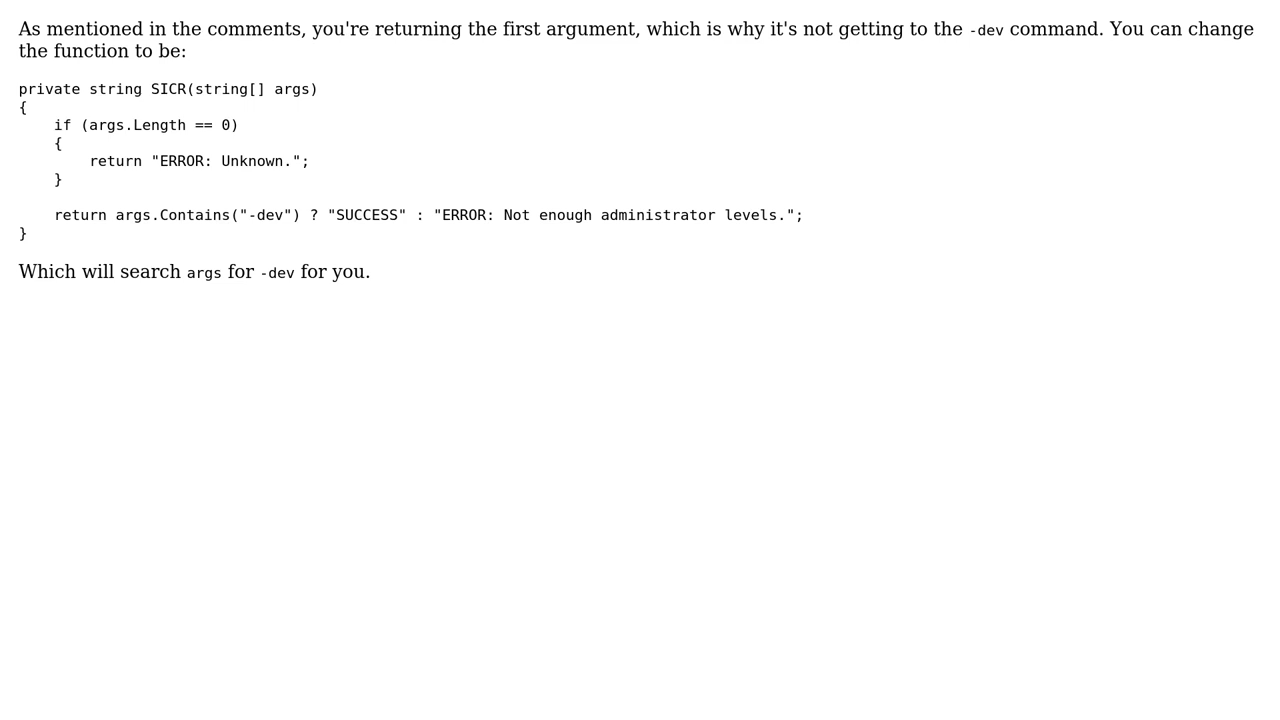 As mentioned in the comments, you're returning the first argument, which is why it's not getting to the -dev command. You can change
the function to be:
private string SICR(string[] args)
{
    if (args.Length == 0)
    {
        return "ERROR: Unknown.";
    }
    return args.Contains("-dev") ? "SUCCESS" : "ERROR: Not enough administrator levels.";
}
Which will search args for -dev for you.